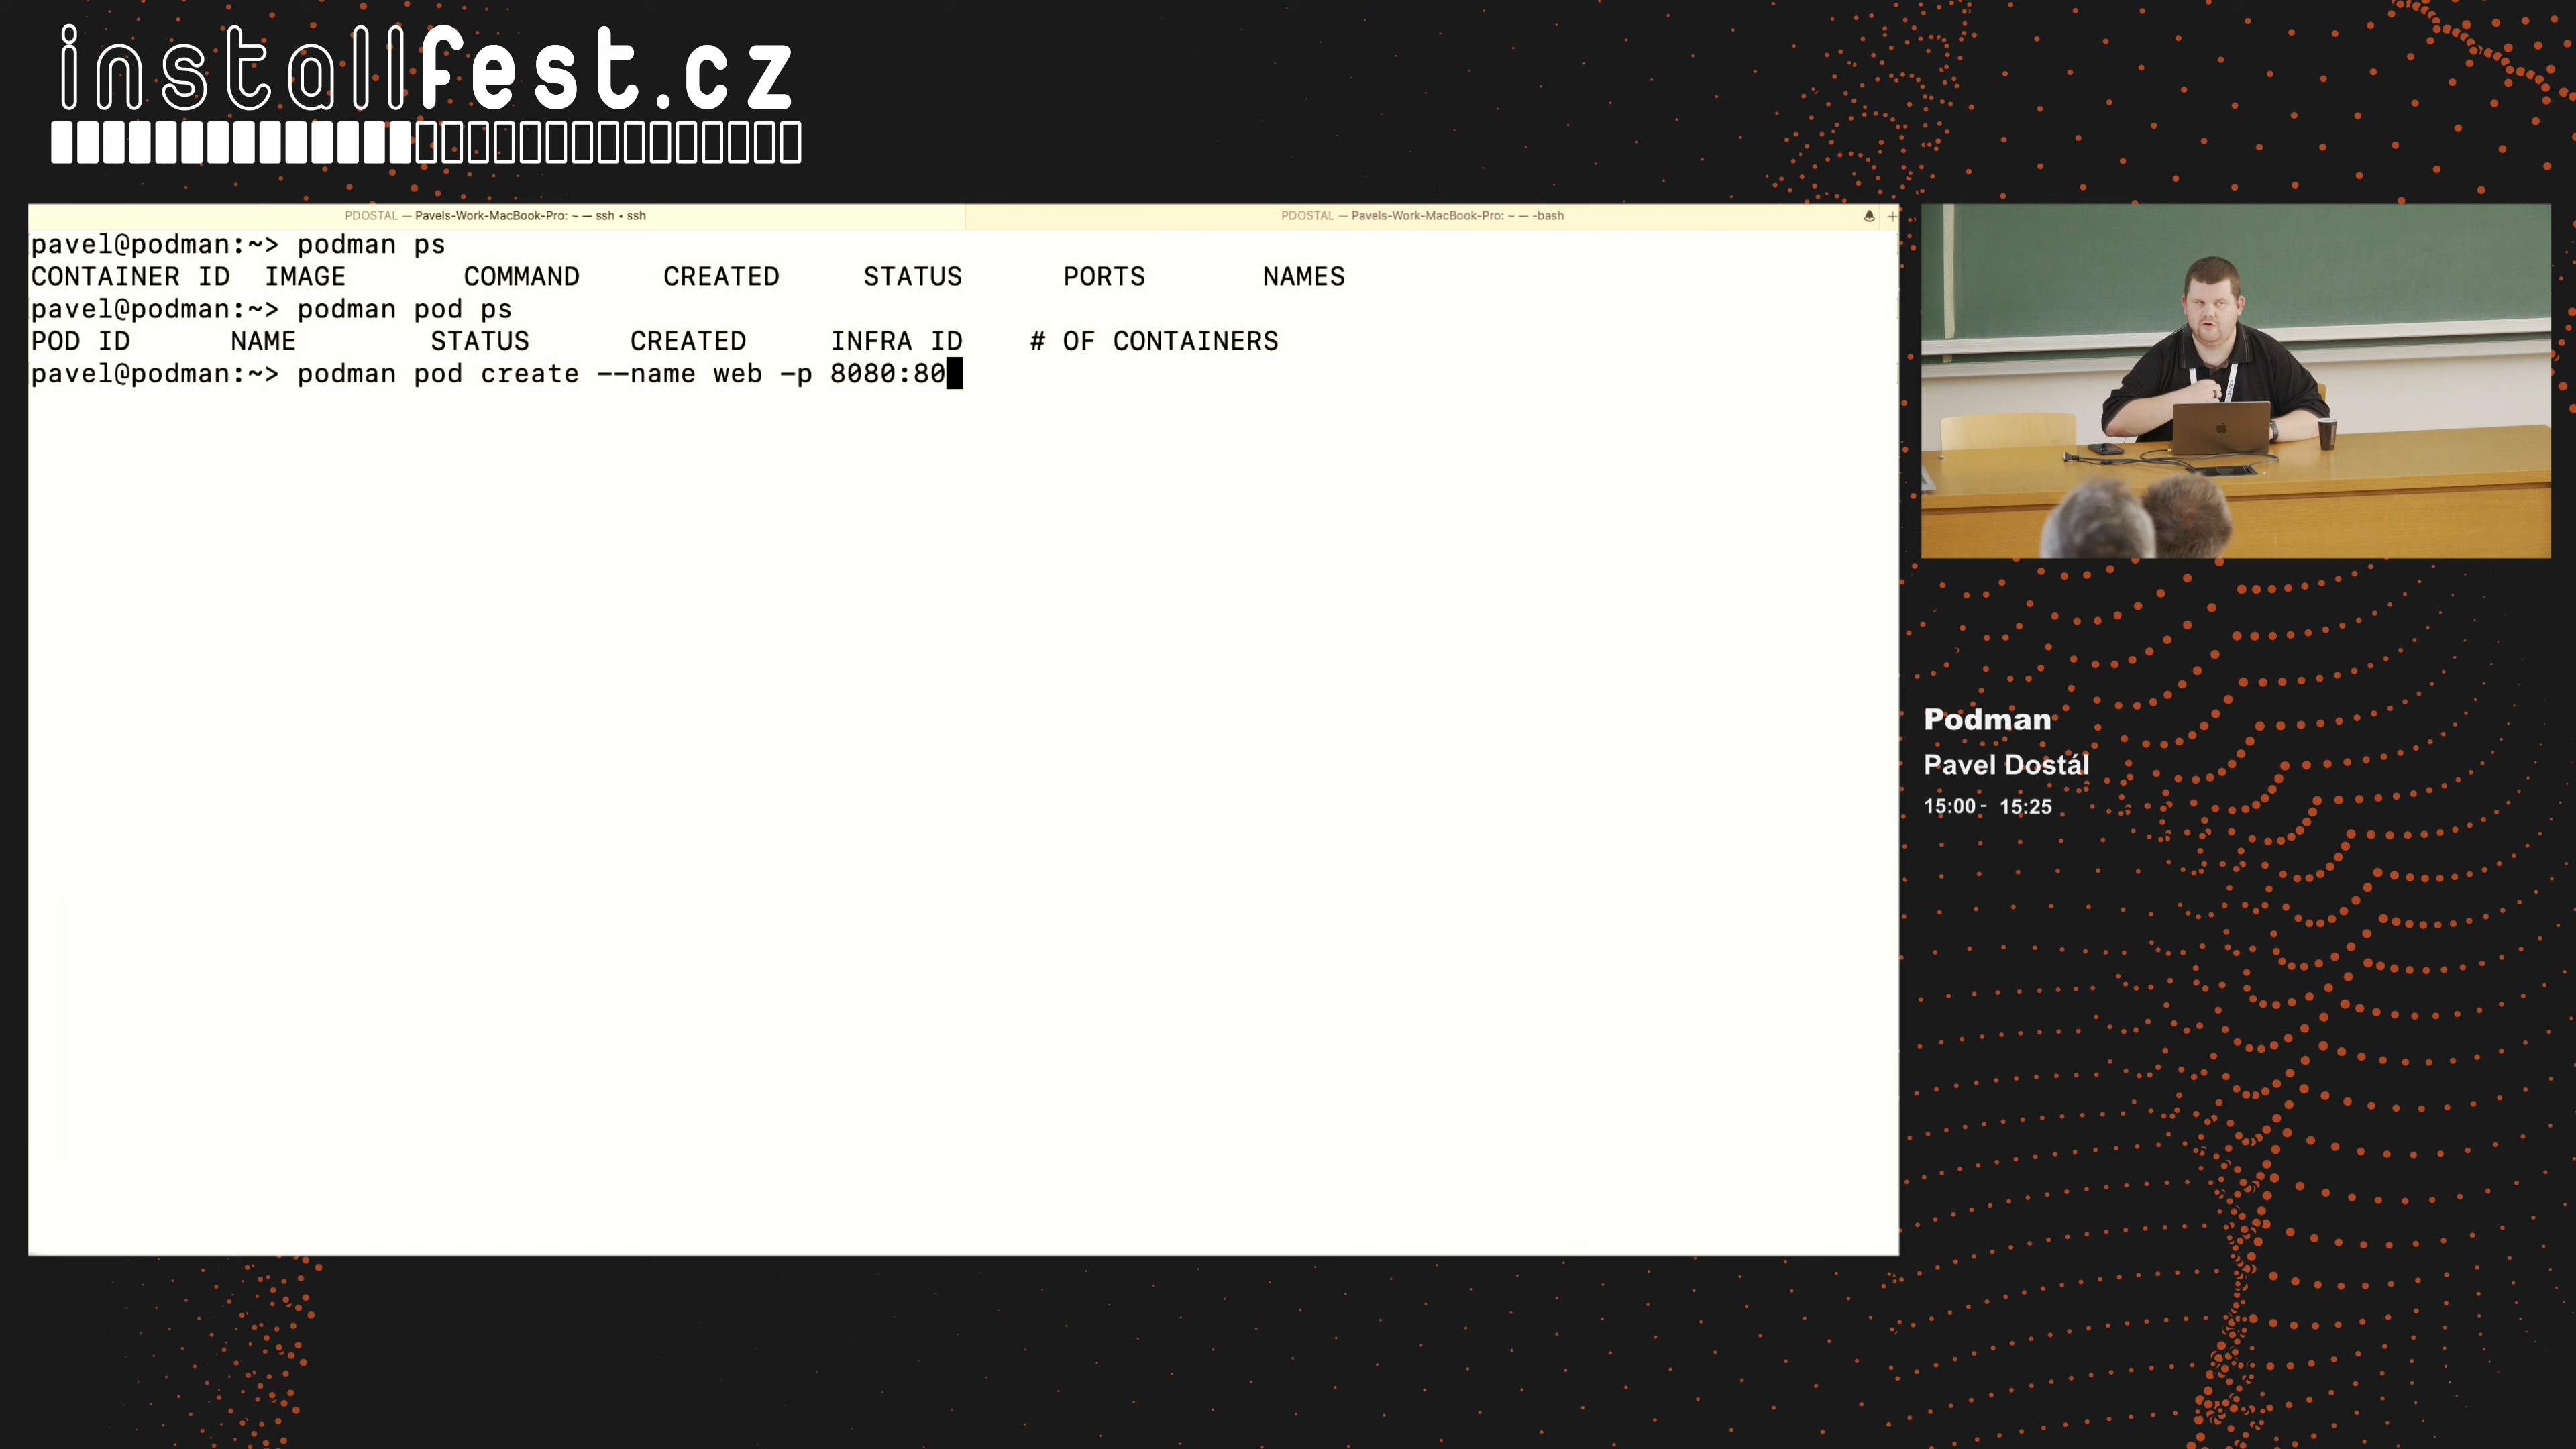 installfest.cz
PDOSTAL — Pavels-Work-MacBook-Pro: ~ — ssh • ssh
PDOSTAL — Pavels-Work-MacBook-Pro: ~ — -bash
pavel@podman:~> podman ps
CONTAINER ID  IMAGE       COMMAND     CREATED     STATUS      PORTS       NAMES
pavel@podman:~> podman pod ps
POD ID      NAME        STATUS      CREATED     INFRA ID    # OF CONTAINERS
pavel@podman:~> podman pod create --name web -p 8080:80
Podman
Pavel Dostál
15:00 - 15:25